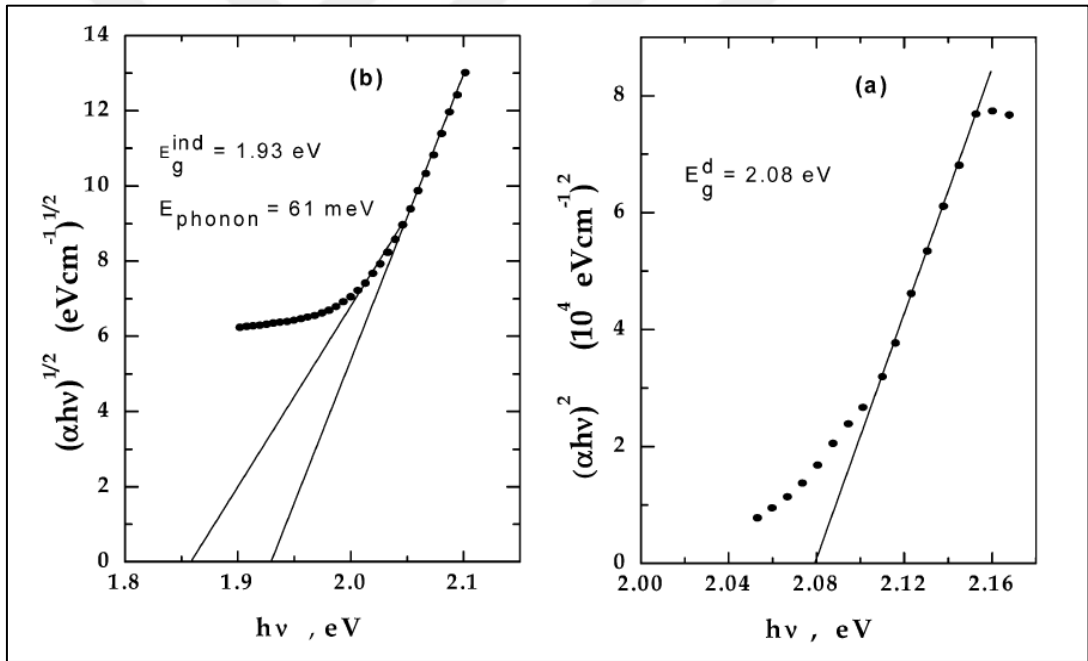 14
12
10
8
6
4
2
0
(αhν)^1/2 (eVcm^-1)^1/2
(b)
E_g^ind = 1.93 eV
E_phonon = 61 meV
1.8 1.9 2.0 2.1
hν , eV
8
6
4
2
0
(αhν)^2 (10^4 eVcm^-1)^2
(a)
E_g^d = 2.08 eV
2.00 2.04 2.08 2.12 2.16
hν , eV